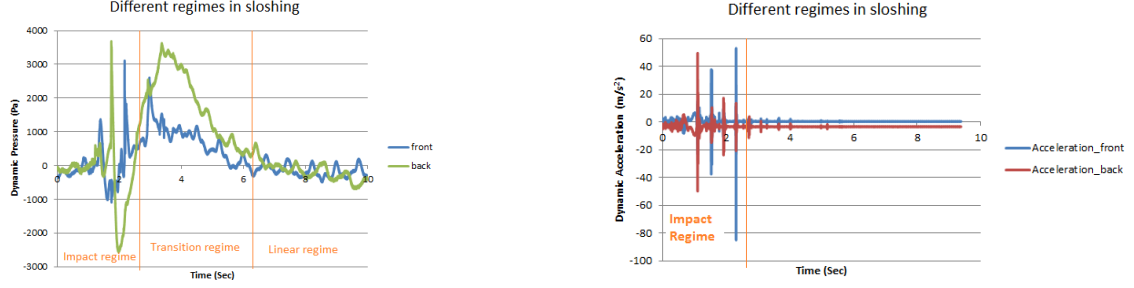 Different regimes in sloshing
4000
3000
2000
1000
0
-1000
-2000
-3000
0
2
4
6
8
10
Dynamic Pressure (Pa)
Time (Sec)
Impact regime
Transition regime
Linear regime
front
back
Different regimes in sloshing
60
40
20
0
-20
-40
-60
-80
-100
0
2
4
6
8
10
Dynamic Acceleration (m/s²)
Time (Sec)
Impact
Regime
Acceleration_front
Acceleration_back